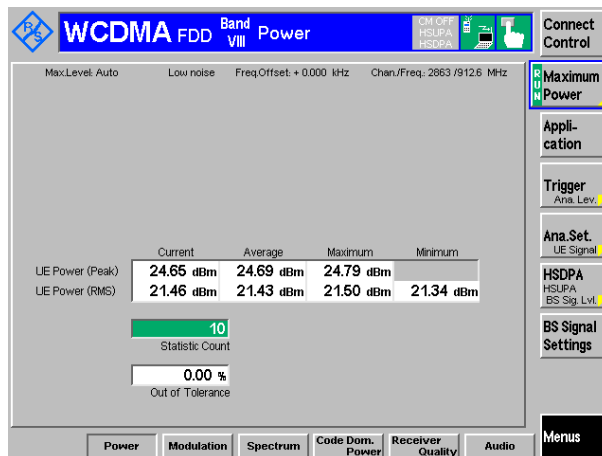 R&S WCDMA FDD Band VIII Power CM OFF HSUPA HSDPA
Connect Control
Max.Level: Auto Low noise Freq.Offset: + 0.000 kHz Chan./Freq.: 2863 /912.6 MHz
RUN Maximum Power
Appli-
cation
Trigger
Ana. Lev.
Ana.Set.
UE Signal
Current Average Maximum Minimum
UE Power (Peak) 24.65 dBm 24.69 dBm 24.79 dBm
UE Power (RMS) 21.46 dBm 21.43 dBm 21.50 dBm 21.34 dBm
HSDPA
HSUPA
BS Sig. Lvl.
10
Statistic Count
BS Signal
Settings
0.00 %
Out of Tolerance
Power Modulation Spectrum Code Dom. Power Receiver Quality Audio
Menus